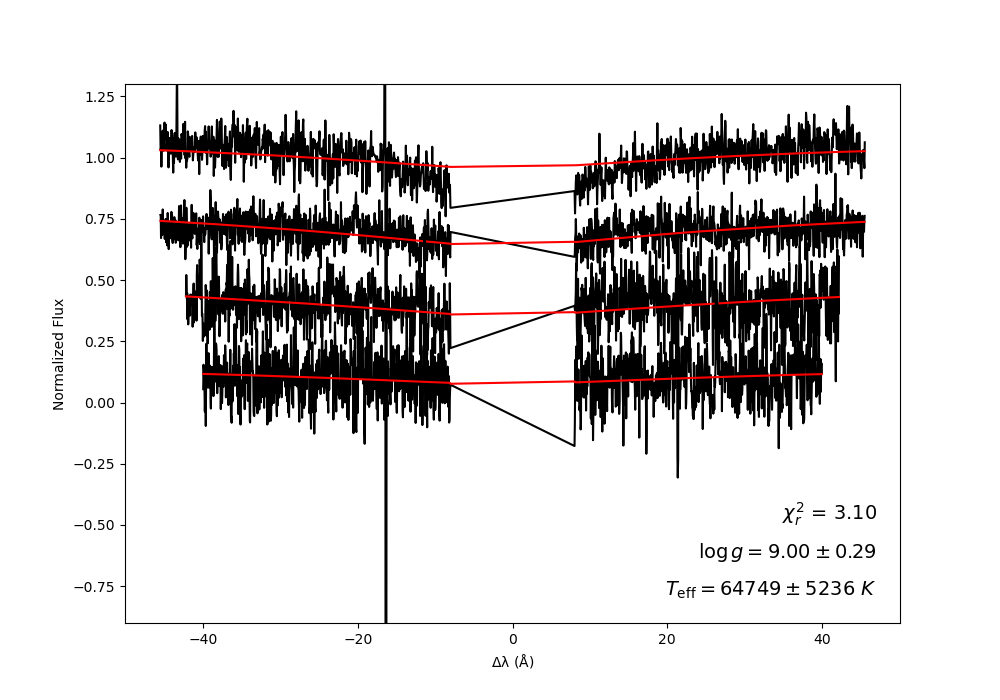 1.25
1.00
0.75
0.50
0.25
0.00
−0.25
−0.50
−0.75
Normalized Flux
χ²ᵣ = 3.10
log g = 9.00 ± 0.29
T_eff = 64749 ± 5236 K
−40 −20 0 20 40
Δλ (Å)